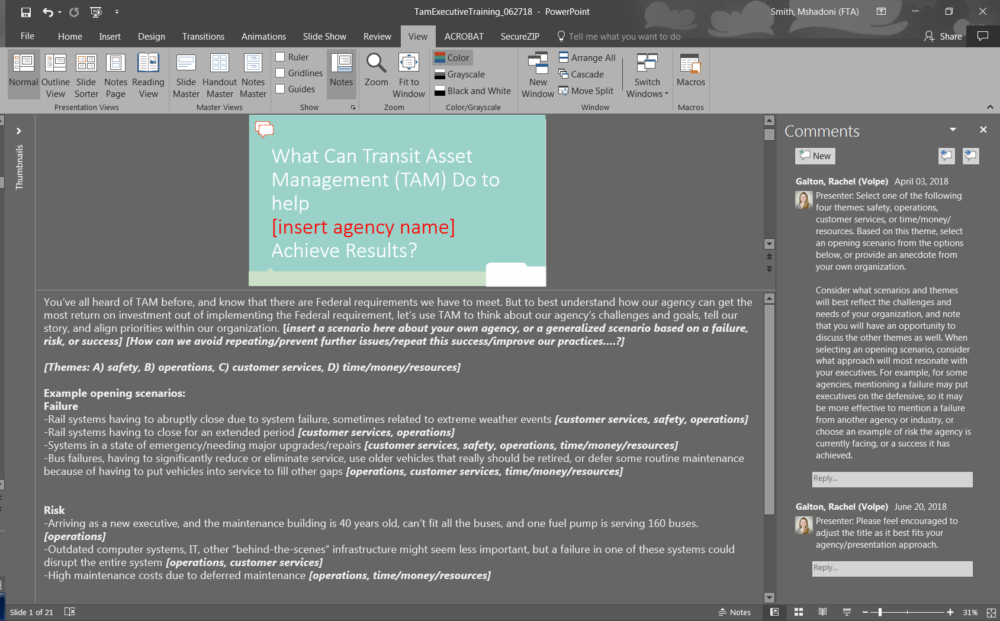 TamExecutiveTraining_062718 - PowerPoint
Smith, Mshadoni (FTA)
File Home Insert Design Transitions Animations Slide Show Review View ACROBAT SecureZIP Tell me what you want to do Share
Normal
Outline View
Slide Sorter
Notes Page
Reading View
Presentation Views
Slide Master
Handout Master
Notes Master
Master Views
Ruler
Gridlines
Guides
Show
Notes
Zoom
Fit to Window
Zoom
Color
Grayscale
Black and White
Color/Grayscale
New Window
Arrange All
Cascade
Move Split
Switch Windows
Window
Macros
Macros
Thumbnails
What Can Transit Asset
Management (TAM) Do to
help
[insert agency name]
Achieve Results?
You've all heard of TAM before, and know that there are Federal requirements we have to meet. But to best understand how our agency can get the
most return on investment out of implementing the Federal requirement, let's use TAM to think about our agency's challenges and goals, tell our
story, and align priorities within our organization. [insert a scenario here about your own agency, or a generalized scenario based on a failure,
risk, or success] [How can we avoid repeating/prevent further issues/repeat this success/improve our practices....?]
[Themes: A) safety, B) operations, C) customer services, D) time/money/resources]
Example opening scenarios:
Failure
-Rail systems having to abruptly close due to system failure, sometimes related to extreme weather events [customer services, safety, operations]
-Rail systems having to close for an extended period [customer services, operations]
-Systems in a state of emergency/needing major upgrades/repairs [customer services, safety, operations, time/money/resources]
-Bus failures, having to significantly reduce or eliminate service, use older vehicles that really should be retired, or defer some routine maintenance
because of having to put vehicles into service to fill other gaps [operations, customer services, time/money/resources]
Risk
-Arriving as a new executive, and the maintenance building is 40 years old, can't fit all the buses, and one fuel pump is serving 160 buses.
[operations]
-Outdated computer systems, IT, other "behind-the-scenes" infrastructure might seem less important, but a failure in one of these systems could
disrupt the entire system [operations, customer services]
-High maintenance costs due to deferred maintenance [operations, time/money/resources]
Comments
New
Galton, Rachel (Volpe) April 03, 2018
Presenter: Select one of the following
four themes: safety, operations,
customer services, or time/money/
resources. Based on this theme, select
an opening scenario from the options
below, or provide an anecdote from
your own organization.
Consider what scenarios and themes
will best reflect the challenges and
needs of your organization, and note
that you will have an opportunity to
discuss the other themes as well. When
selecting an opening scenario, consider
what approach will most resonate with
your executives. For example, for some
agencies, mentioning a failure may put
executives on the defensive, so it may
be more effective to mention a failure
from another agency or industry, or
choose an example of risk the agency is
currently facing, or a success it has
achieved.
Reply...
Galton, Rachel (Volpe) June 20, 2018
Presenter: Please feel encouraged to
adjust the title as it best fits your
agency/presentation approach.
Reply...
Slide 1 of 21
Notes
31%